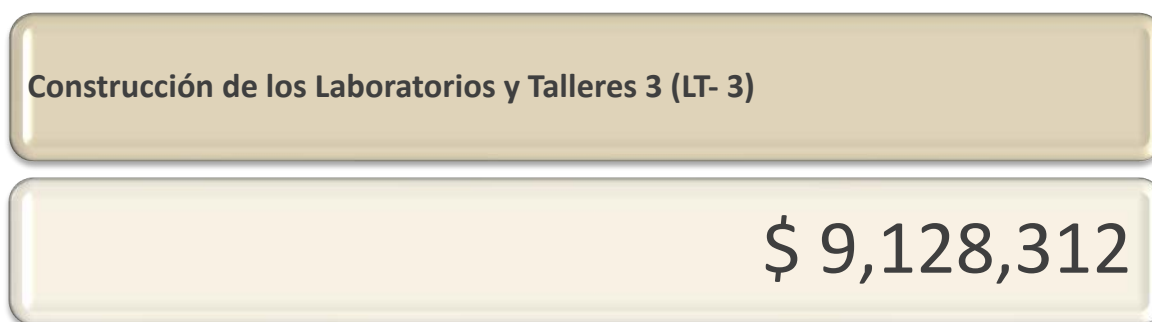 Construcción de los Laboratorios y Talleres 3 (LT- 3)
$ 9,128,312